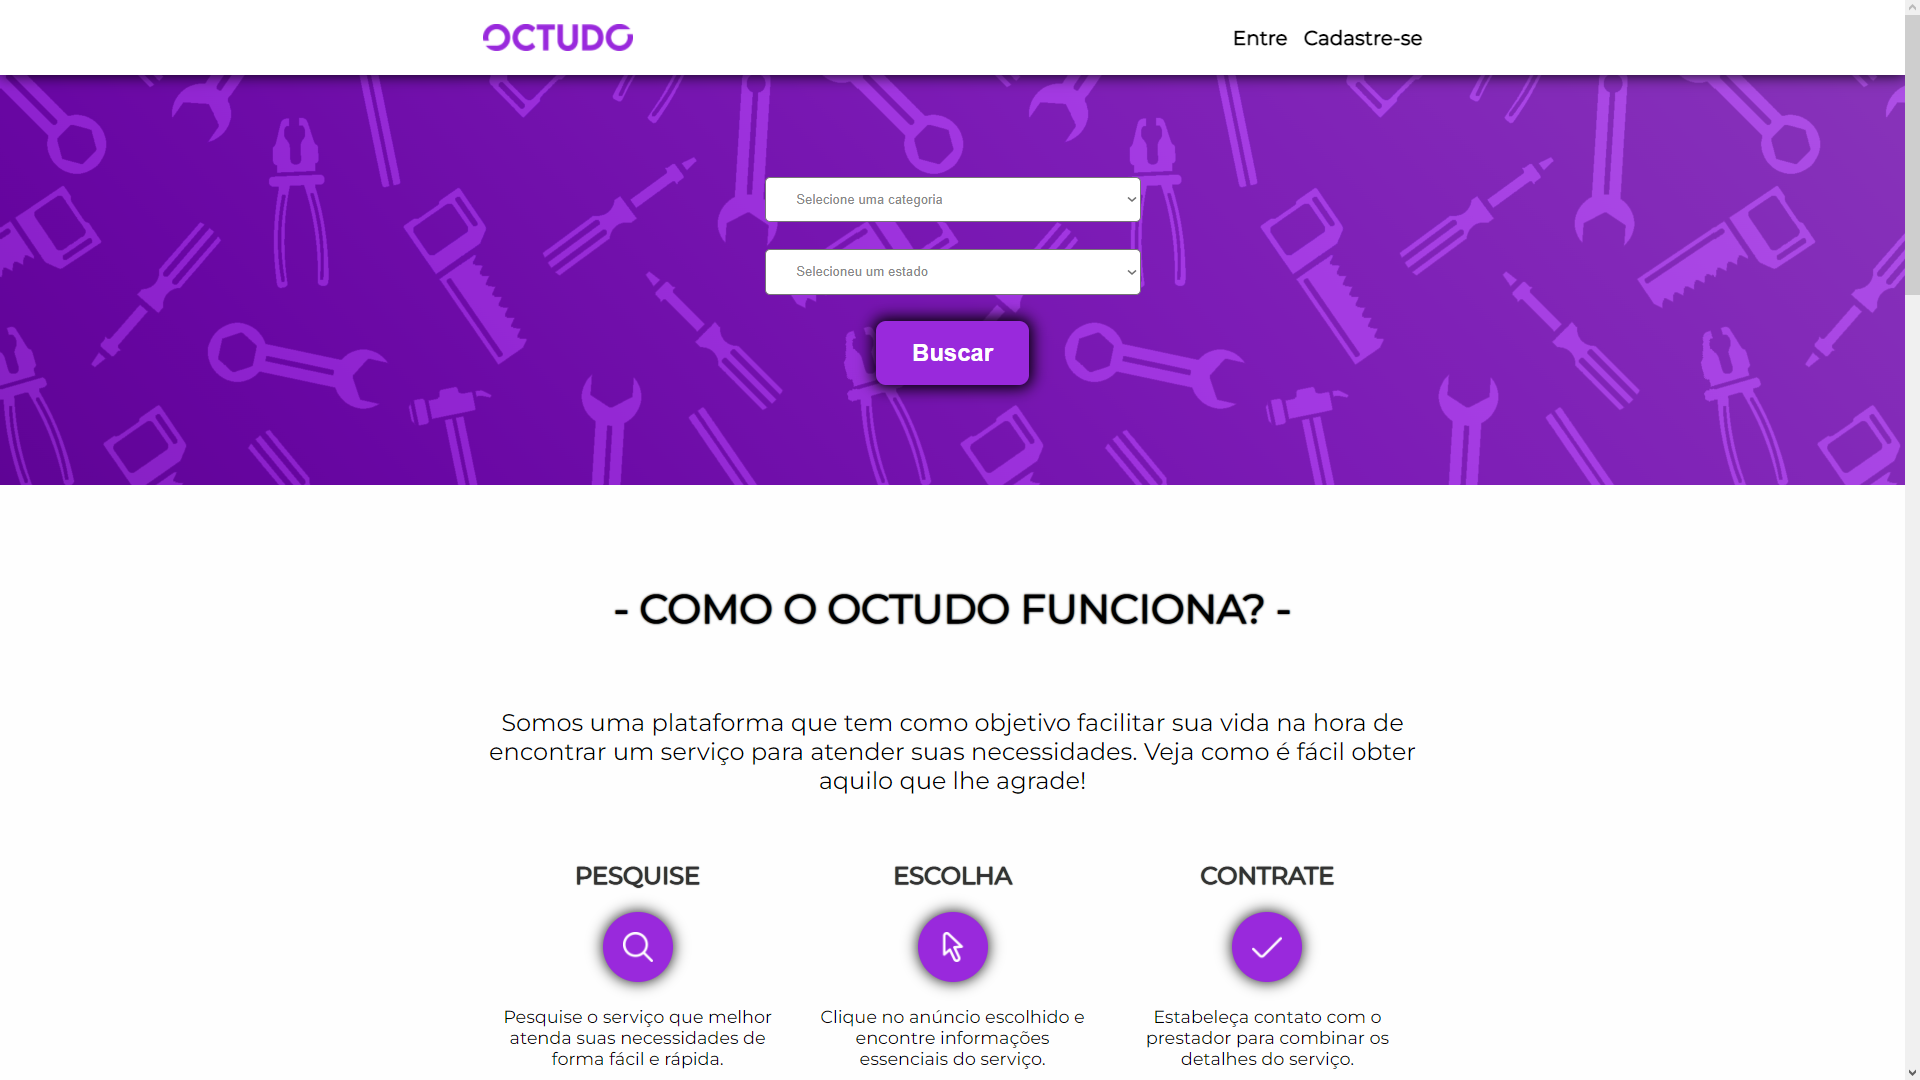 OCTUDO
Entre Cadastre-se
Selecione uma categoria
Selecioneu um estado
Buscar
- COMO O OCTUDO FUNCIONA? -
Somos uma plataforma que tem como objetivo facilitar sua vida na hora de
encontrar um serviço para atender suas necessidades. Veja como é fácil obter
aquilo que lhe agrade!
PESQUISE
Pesquise o serviço que melhor
atenda suas necessidades de
forma fácil e rápida.
ESCOLHA
Clique no anúncio escolhido e
encontre informações
essenciais do serviço.
CONTRATE
Estabeleça contato com o
prestador para combinar os
detalhes do serviço.